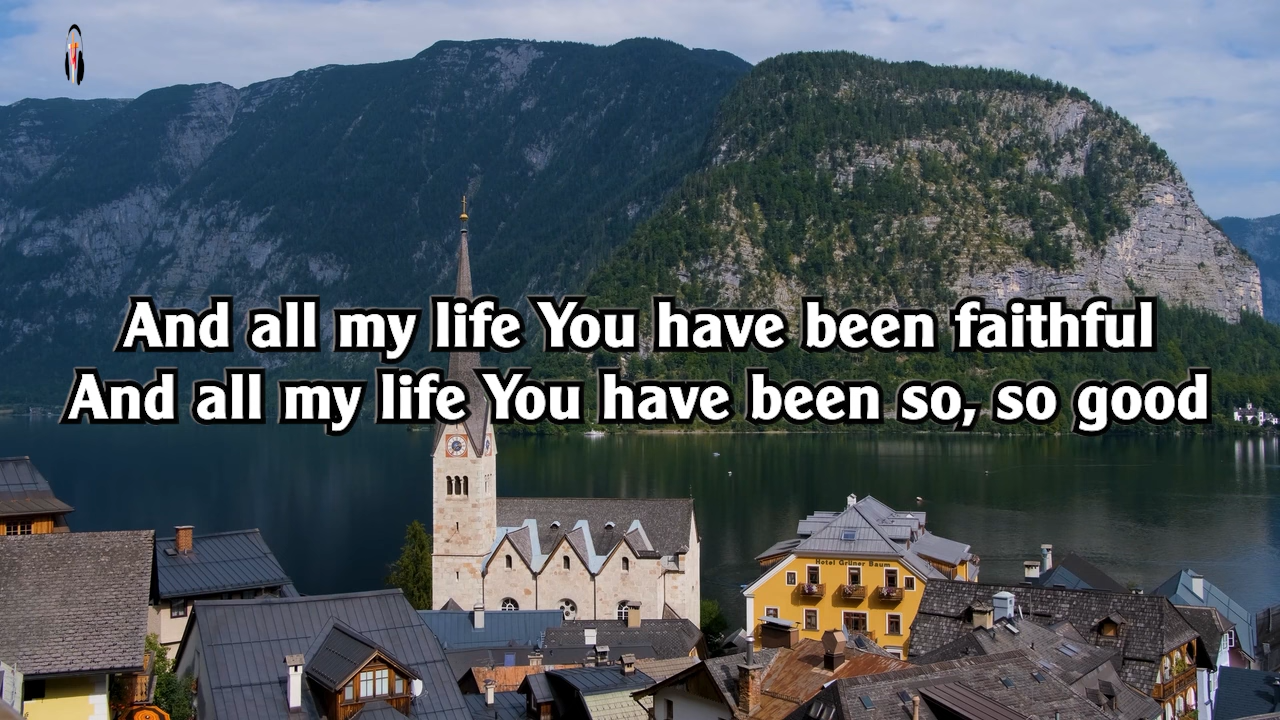 And all my life You have been faithful
And all my life You have been so, so good
Hotel Grüner Baum